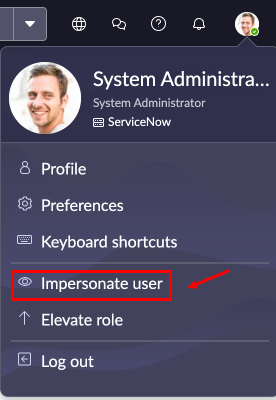 System Administra...
System Administrator
ServiceNow
Profile
Preferences
Keyboard shortcuts
Impersonate user
Elevate role
Log out